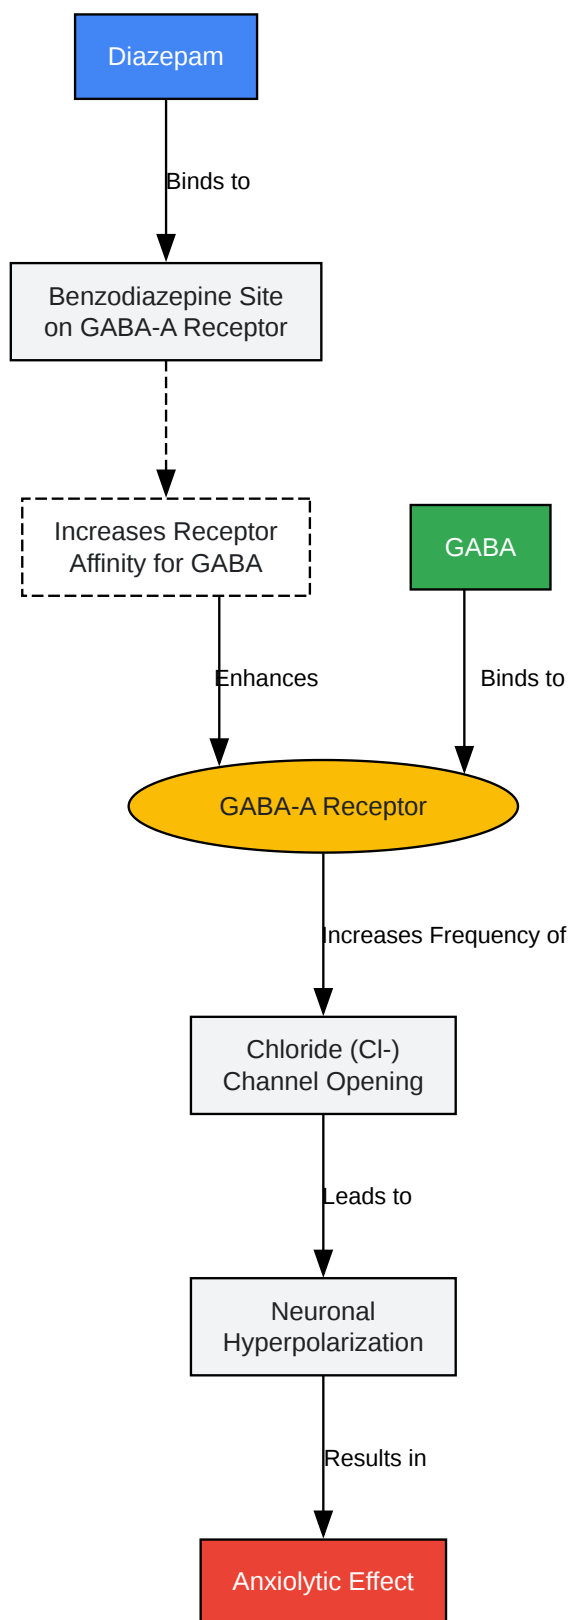 Diazepam
Binds to
Benzodiazepine Site
on GABA-A Receptor
Increases Receptor
Affinity for GABA
GABA
Enhances
Binds to
GABA-A Receptor
Increases Frequency of
Chloride (Cl-)
Channel Opening
Leads to
Neuronal
Hyperpolarization
Results in
Anxiolytic Effect